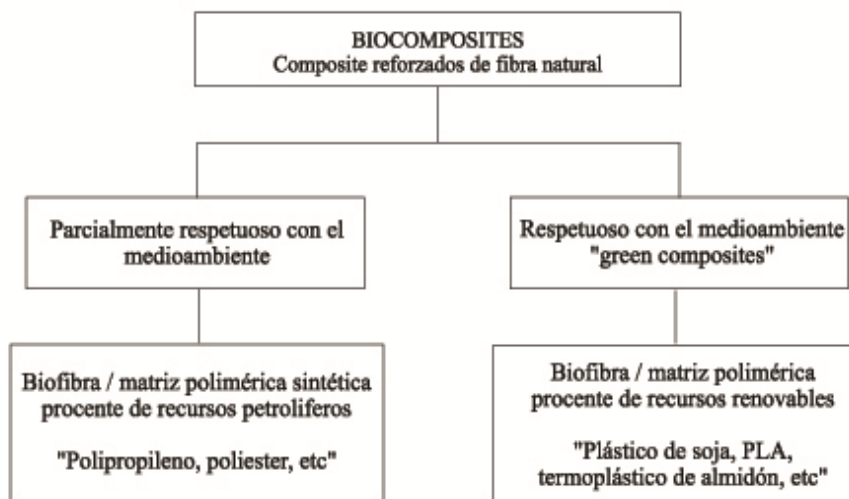 BIOCOMPOSITES
Composite reforzados de fibra natural
Parcialmente respetuoso con el
medioambiente
Respetuoso con el medioambiente
"green composites"
Biofibra / matriz polimérica sintética
procente de recursos petroliferos
"Polipropileno, poliester, etc"
Biofibra / matriz polimérica
procente de recursos renovables
"Plástico de soja, PLA,
termoplástico de almidón, etc"